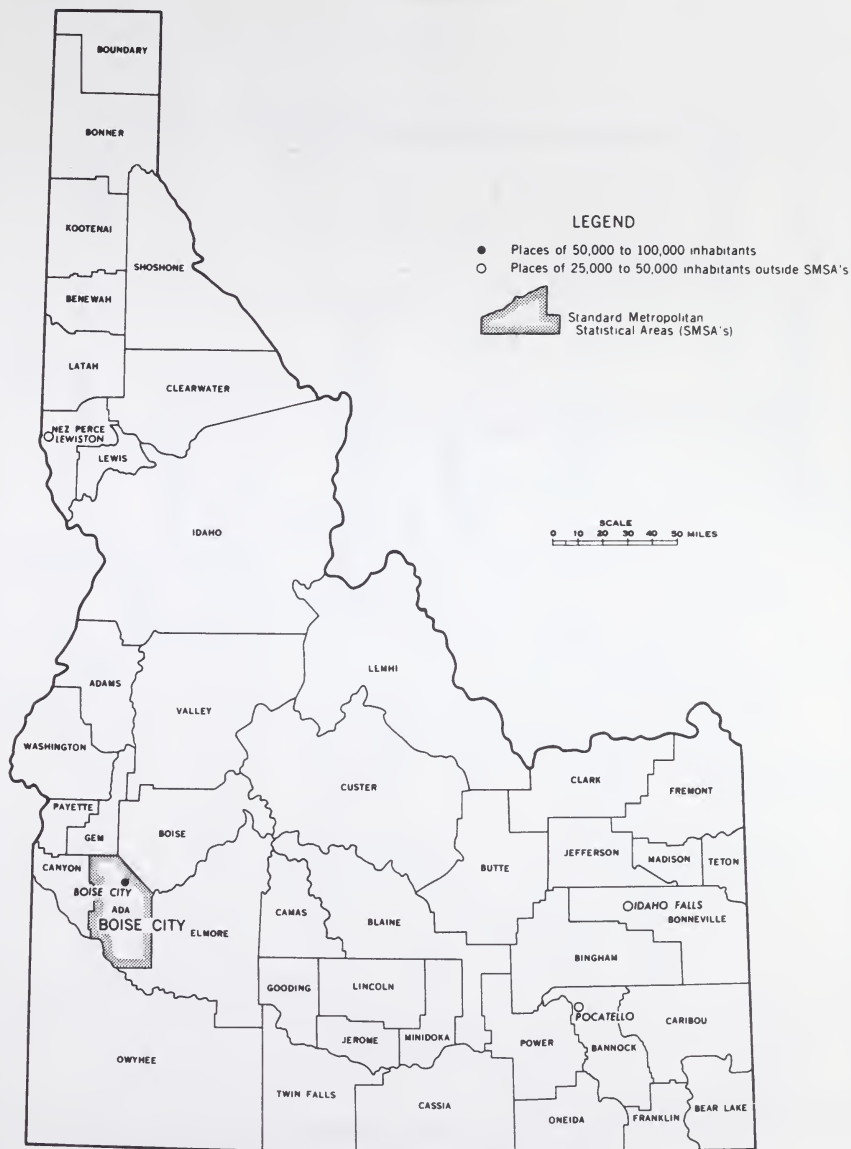 BOUNDARY
BONNER
KOOTENAI
SHOSHONE
BENEWAH
LATAH
CLEARWATER
NEZ PERCE
LEWISTON
LEWIS
IDAHO
LEGEND
Places of 50,000 to 100,000 inhabitants
Places of 25,000 to 50,000 inhabitants outside SMSA's
Standard Metropolitan
Statistical Areas (SMSA's)
SCALE
0 10 20 30 40 50 MILES
LEMHI
ADAMS
VALLEY
WASHINGTON
CUSTER
CLARK
FREMONT
PAYETTE
GEM
BOISE
BUTTE
JEFFERSON
MADISON
TETON
CANYON
BOISE CITY
ADA
BOISE CITY
ELMORE
CAMAS
BLAINE
IDAHO FALLS
BONNEVILLE
BINGHAM
GOODING
LINCOLN
JEROME
MINIDOKA
POWER
POCATELLO
BANNOCK
CARIBOU
OWYHEE
TWIN FALLS
CASSIA
ONEIDA
FRANKLIN
BEAR LAKE